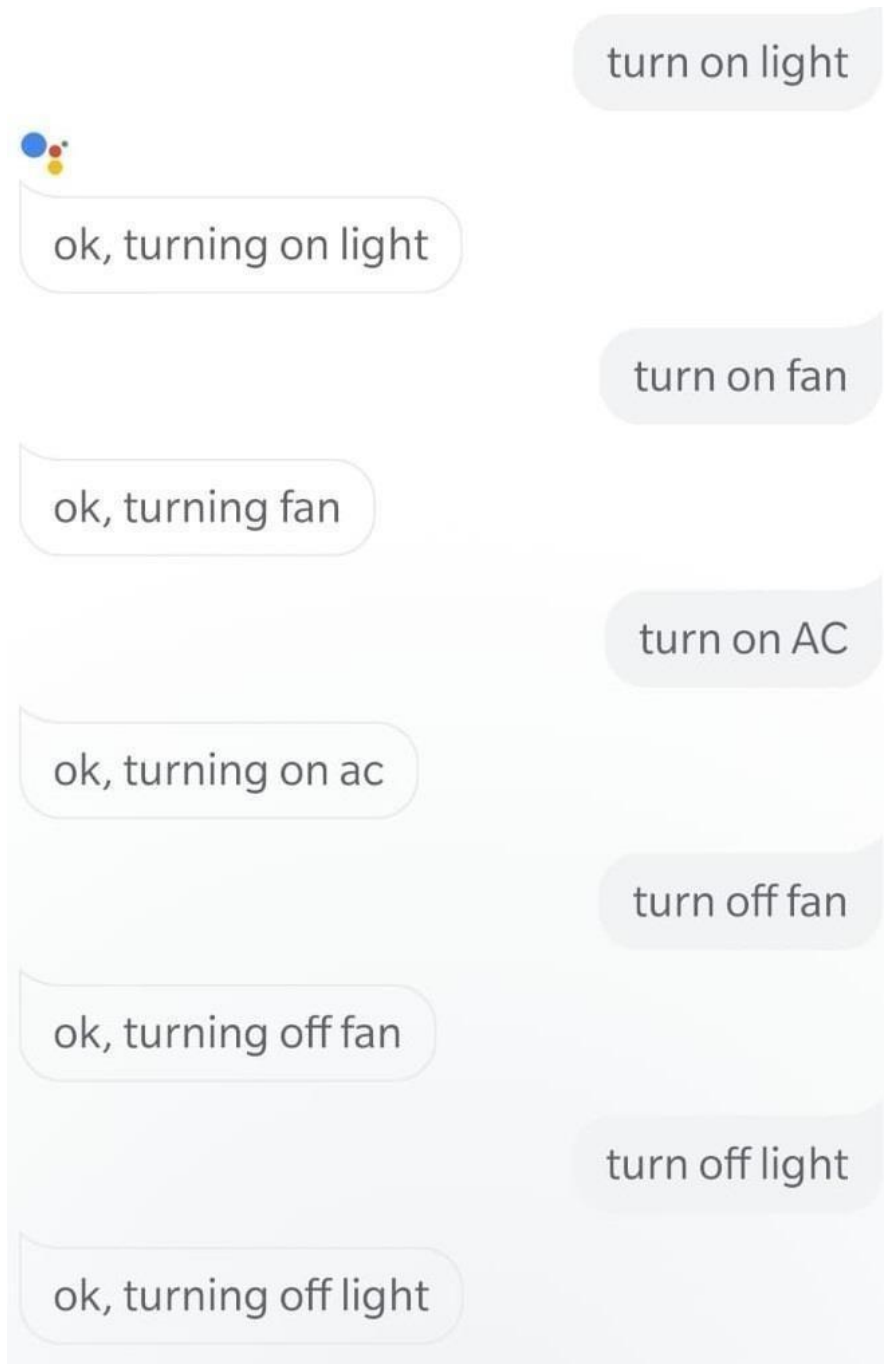 turn on light
ok, turning on light
turn on fan
ok, turning fan
turn on AC
ok, turning on ac
turn off fan
ok, turning off fan
turn off light
ok, turning off light